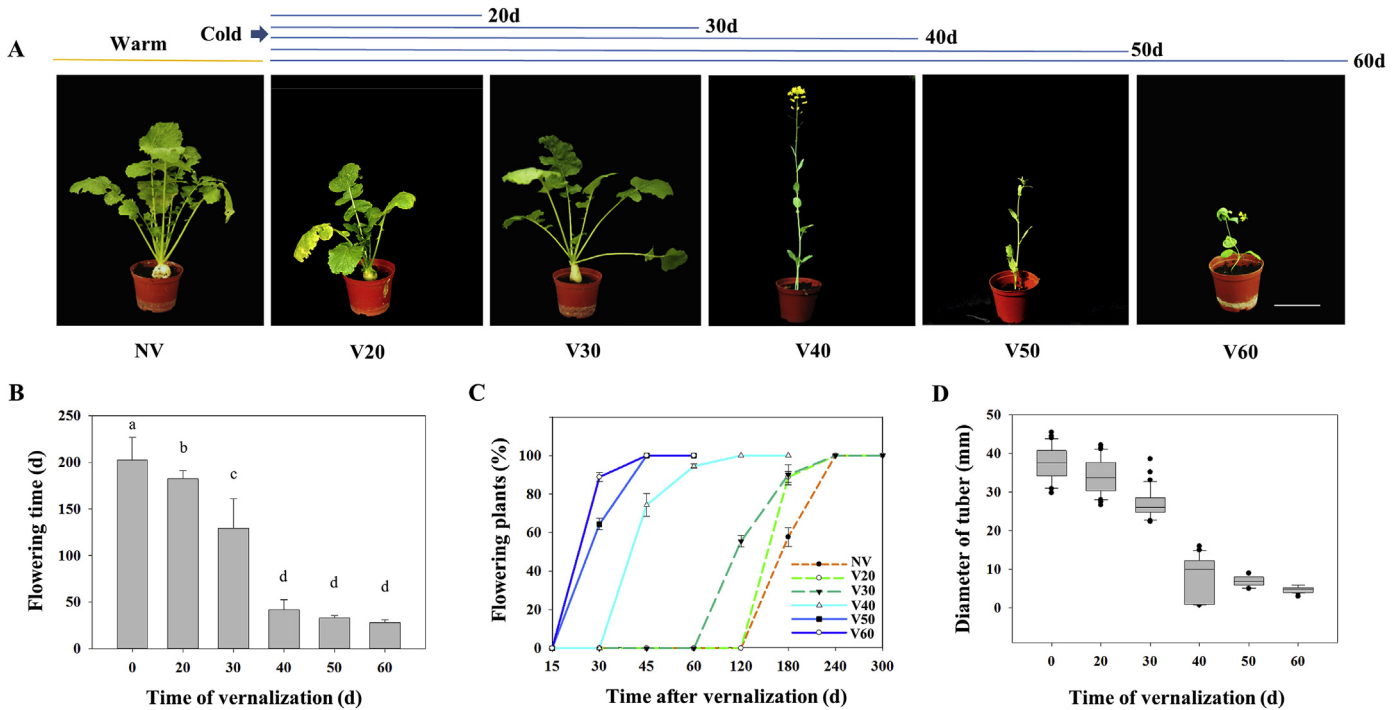 20d
Cold
30d
Warm
40d
A
50d
60d
NV
V20
V30
V40
V50
V60
B
C
D
250
200
150
100
50
0
Flowering time (d)
a
b
c
d
d
d
0 20 30 40 50 60
Time of vernalization (d)
100
80
60
40
20
0
Flowering plants (%)
NV
V20
V30
V40
V50
V60
15 30 45 60 120 180 240 300
Time after vernalization (d)
50
40
30
20
10
0
Diameter of tuber (mm)
0 20 30 40 50 60
Time of vernalization (d)